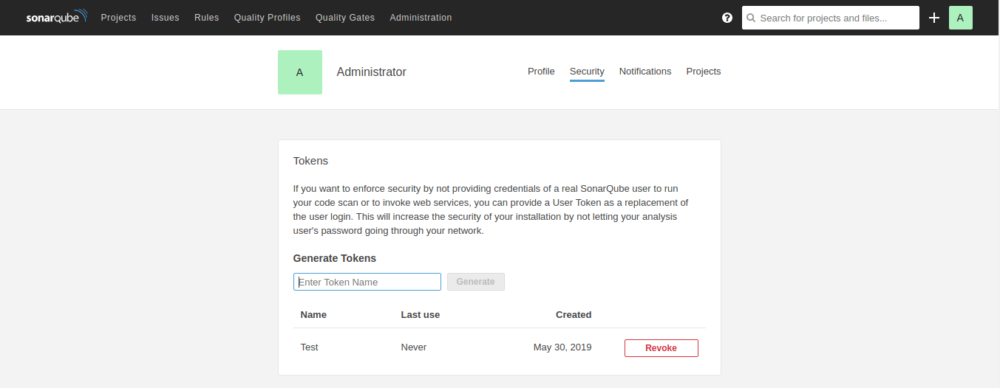 sonarqube Projects Issues Rules Quality Profiles Quality Gates Administration ? Search for projects and files... A
A Administrator Profile Security Notifications Projects
Tokens
If you want to enforce security by not providing credentials of a real SonarQube user to run
your code scan or to invoke web services, you can provide a User Token as a replacement of
the user login. This will increase the security of your installation by not letting your analysis
user's password going through your network.
Generate Tokens
Enter Token Name Generate
Name Last use Created
Test Never May 30, 2019 Revoke